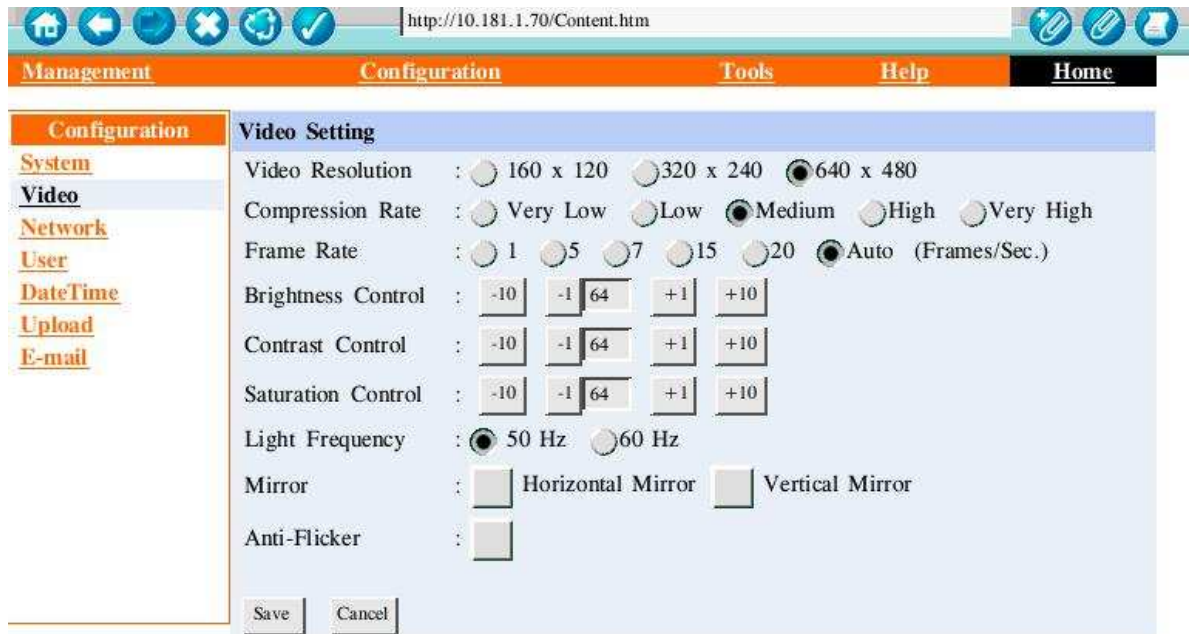 http://10.181.1.70/Content.htm
Management Configuration Tools Help Home
Configuration
System
Video
Network
User
DateTime
Upload
E-mail
Video Setting
Video Resolution : 160 x 120 320 x 240 640 x 480
Compression Rate : Very Low Low Medium High Very High
Frame Rate : 1 5 7 15 20 Auto (Frames/Sec.)
Brightness Control : -10 -1 64 +1 +10
Contrast Control : -10 -1 64 +1 +10
Saturation Control : -10 -1 64 +1 +10
Light Frequency : 50 Hz 60 Hz
Mirror : Horizontal Mirror Vertical Mirror
Anti-Flicker :
Save Cancel